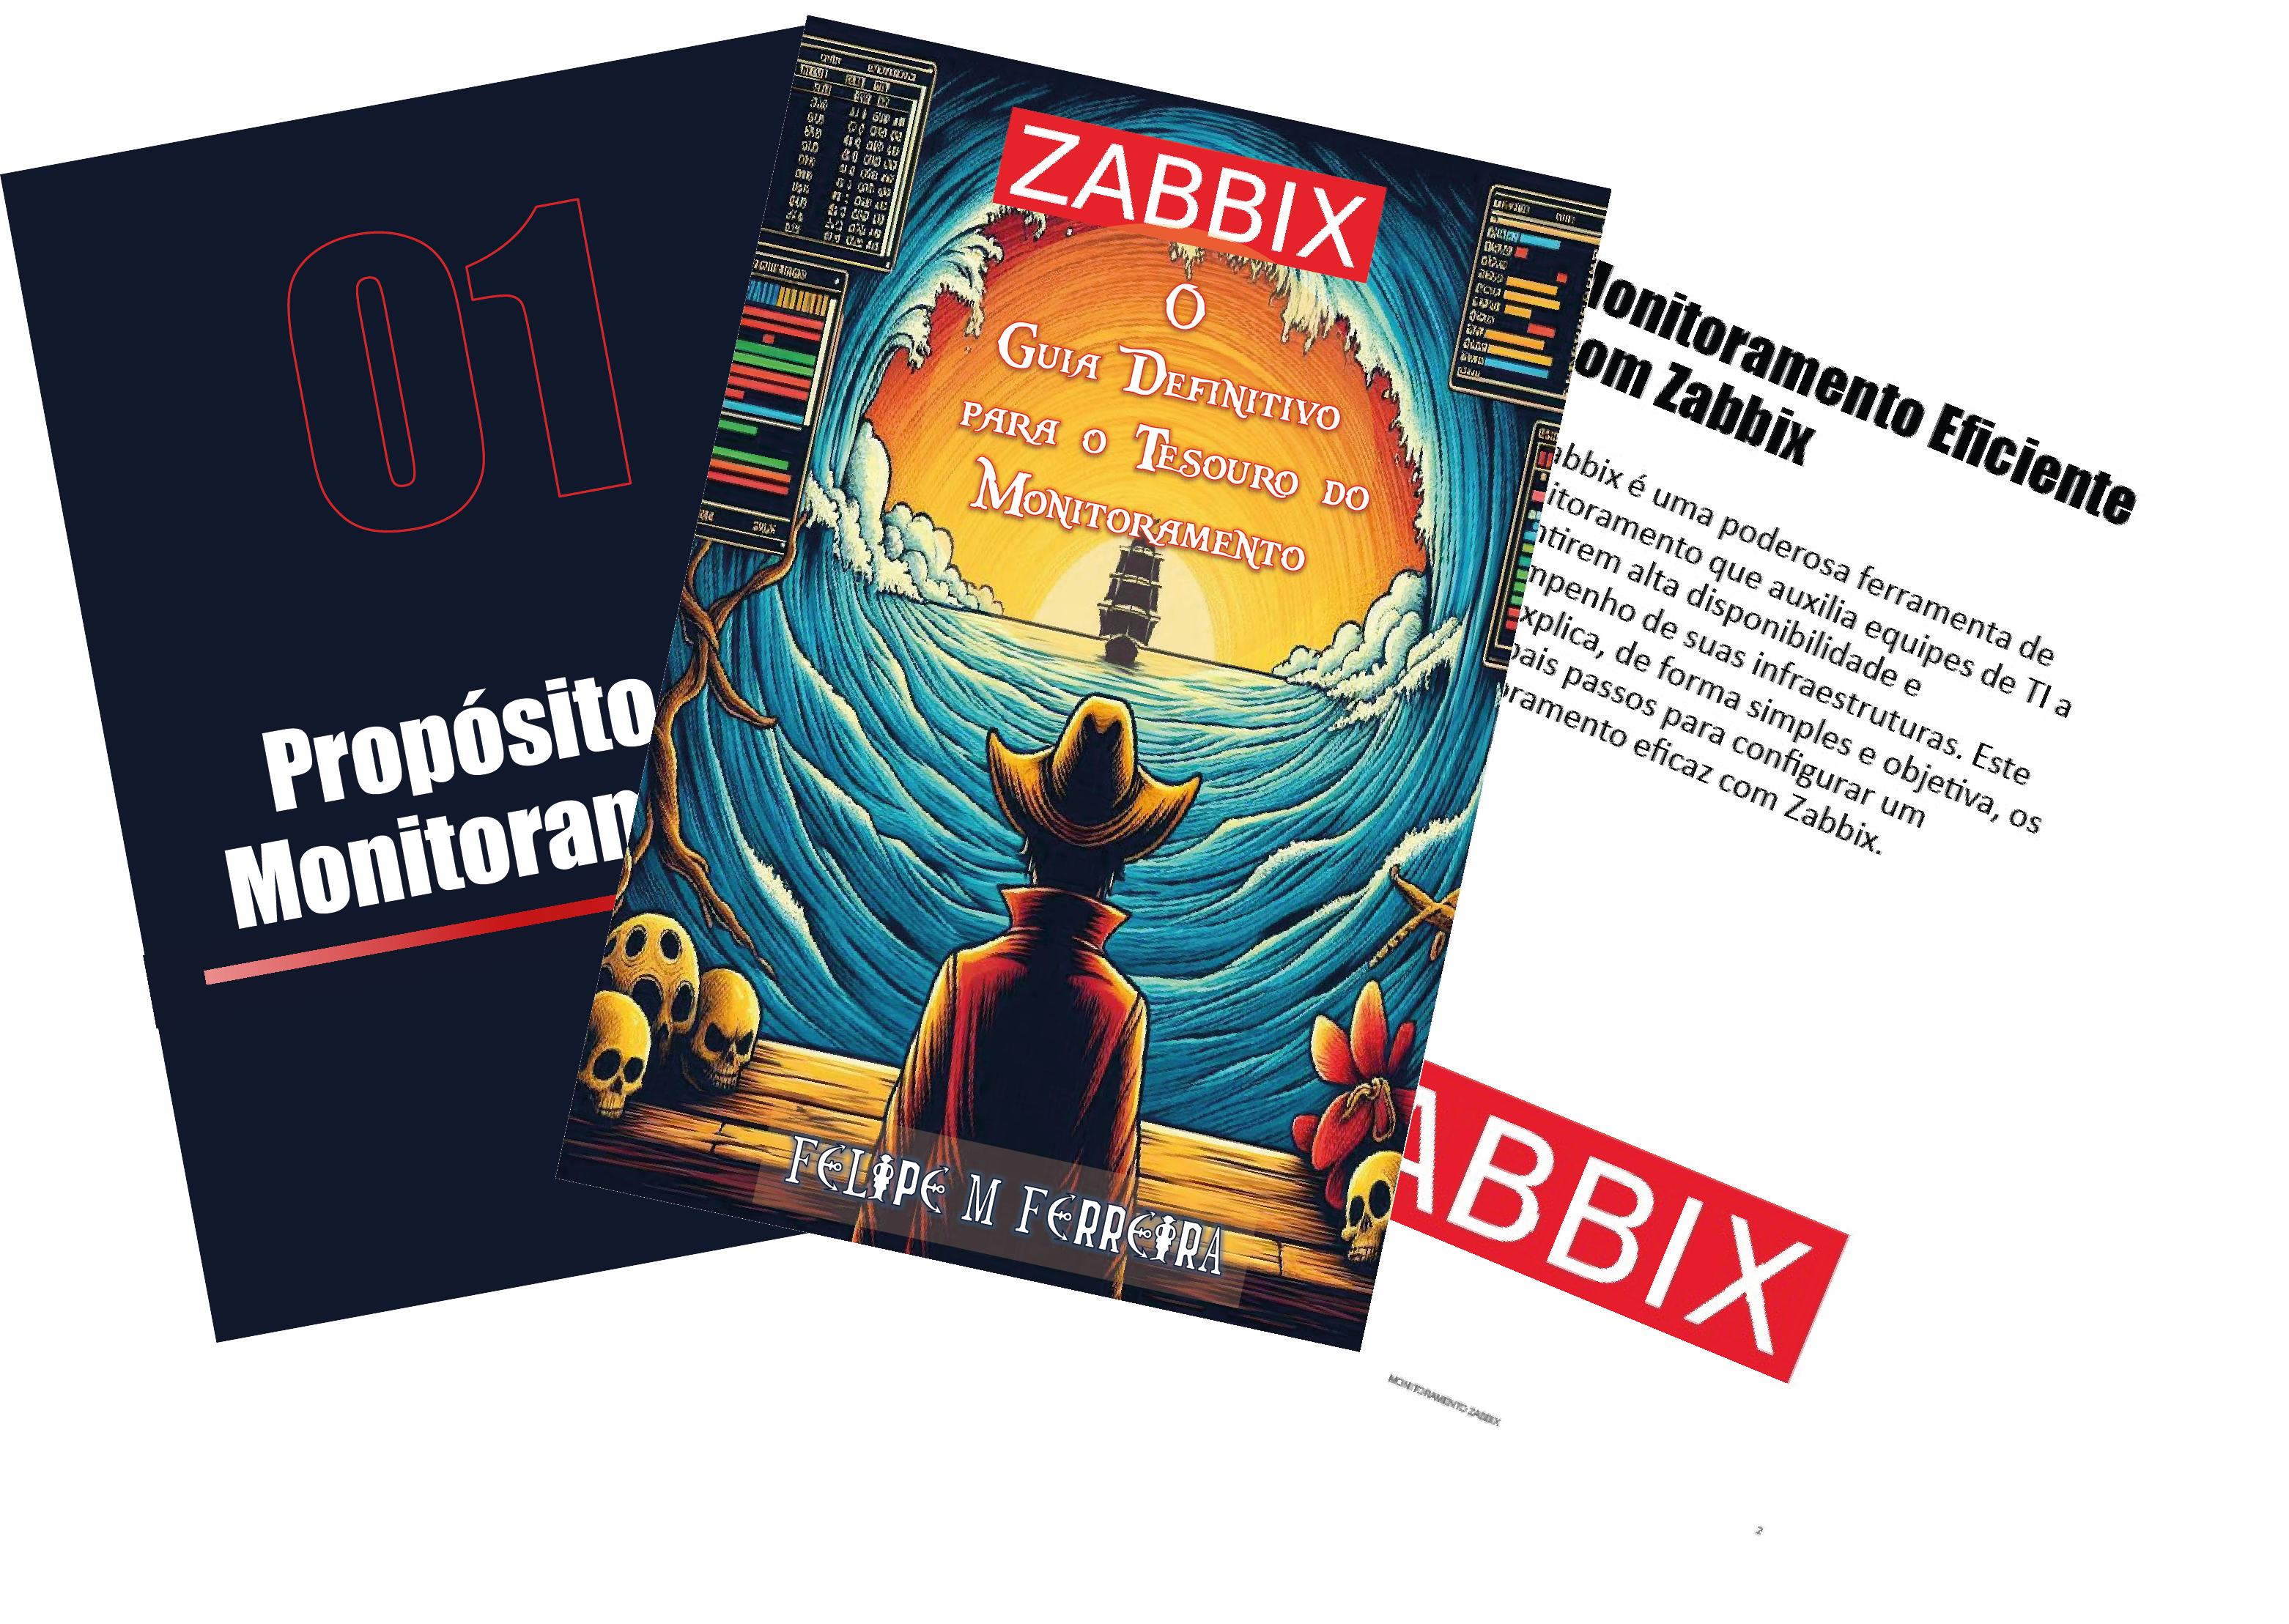 01
Propósito
Monitoram
ZABBIX
O
Guia Definitivo
para o Tesouro do
Monitoramento
Felipe M Ferreira
Monitoramento Eficiente
om Zabbix
abbix é uma poderosa ferramenta de
itoramento que auxilia equipes de TI a
ntirem alta disponibilidade e
mpenho de suas infraestruturas. Este
xplica, de forma simples e objetiva, os
pais passos para configurar um
oramento eficaz com Zabbix.
ABBIX
MONITORAMENTO ZABBIX
2